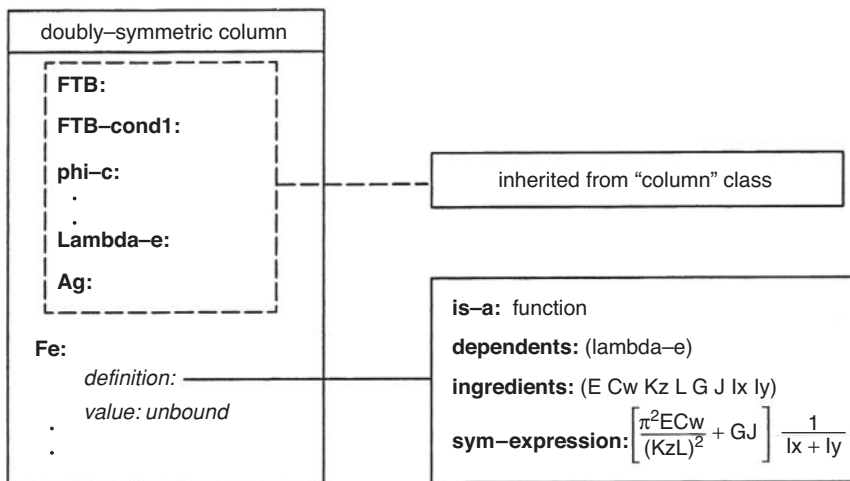 doubly–symmetric column
FTB:
FTB–cond1:
phi–c:
.
.
Lambda–e:
Ag:
inherited from “column” class
Fe:
definition:
value: unbound
.
.
is–a: function
dependents: (lambda–e)
ingredients: (E Cw Kz L G J Ix Iy)
sym–expression: [π²ECw/(KzL)² + GJ] 1/(Ix + Iy)